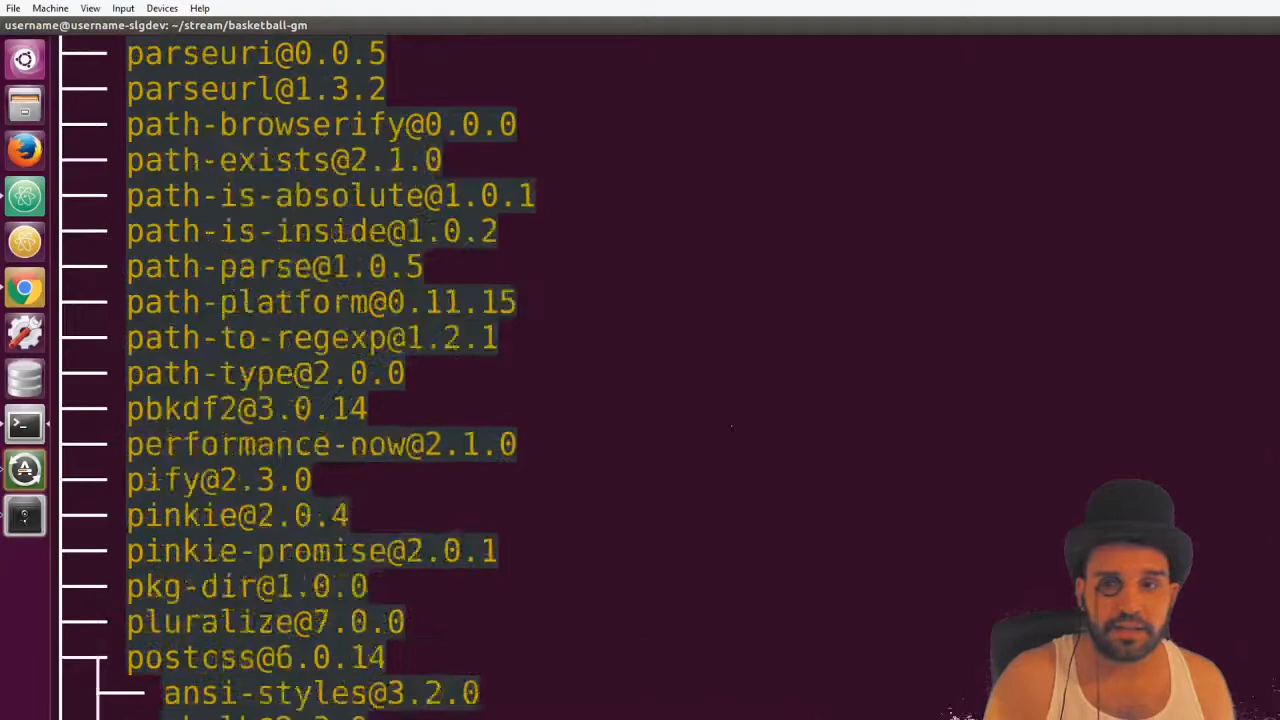 File Machine View Input Devices Help
username@username-slgdev: ~/stream/basketball-gm
parseuri@0.0.5
parseurl@1.3.2
path-browserify@0.0.0
path-exists@2.1.0
path-is-absolute@1.0.1
path-is-inside@1.0.2
path-parse@1.0.5
path-platform@0.11.15
path-to-regexp@1.2.1
path-type@2.0.0
pbkdf2@3.0.14
performance-now@2.1.0
pify@2.3.0
pinkie@2.0.4
pinkie-promise@2.0.1
pkg-dir@1.0.0
pluralize@7.0.0
postcss@6.0.14
ansi-styles@3.2.0